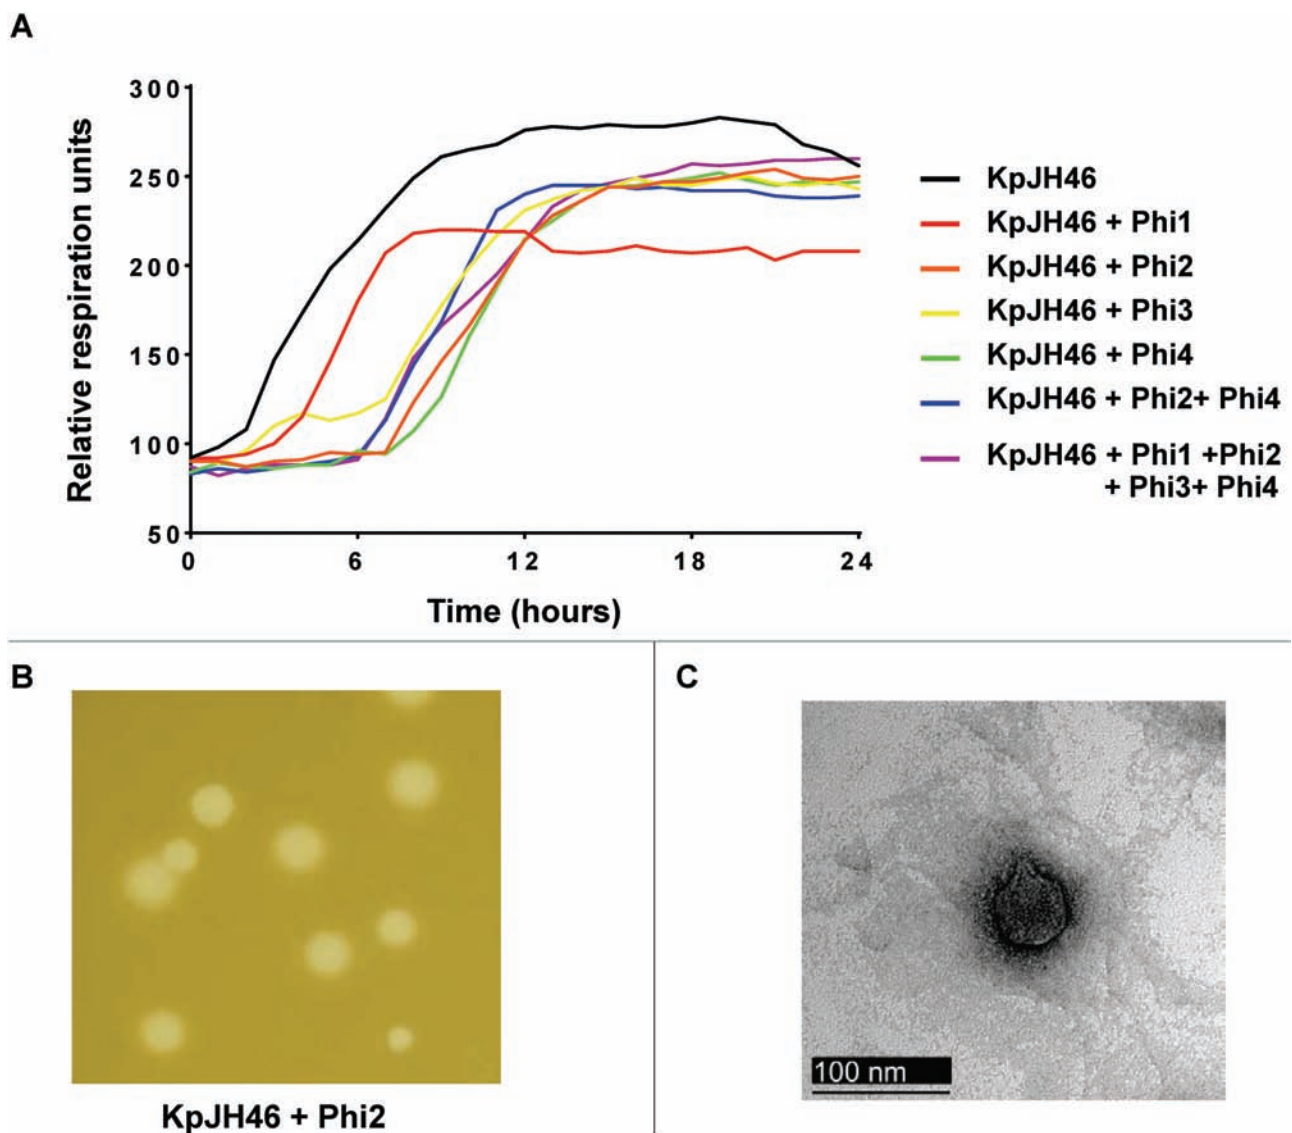 A
Relative respiration units
300
250
200
150
100
50
0 6 12 18 24
Time (hours)
KpJH46
KpJH46 + Phi1
KpJH46 + Phi2
KpJH46 + Phi3
KpJH46 + Phi4
KpJH46 + Phi2+ Phi4
KpJH46 + Phi1 +Phi2
+ Phi3+ Phi4
B
KpJH46 + Phi2
C
100 nm